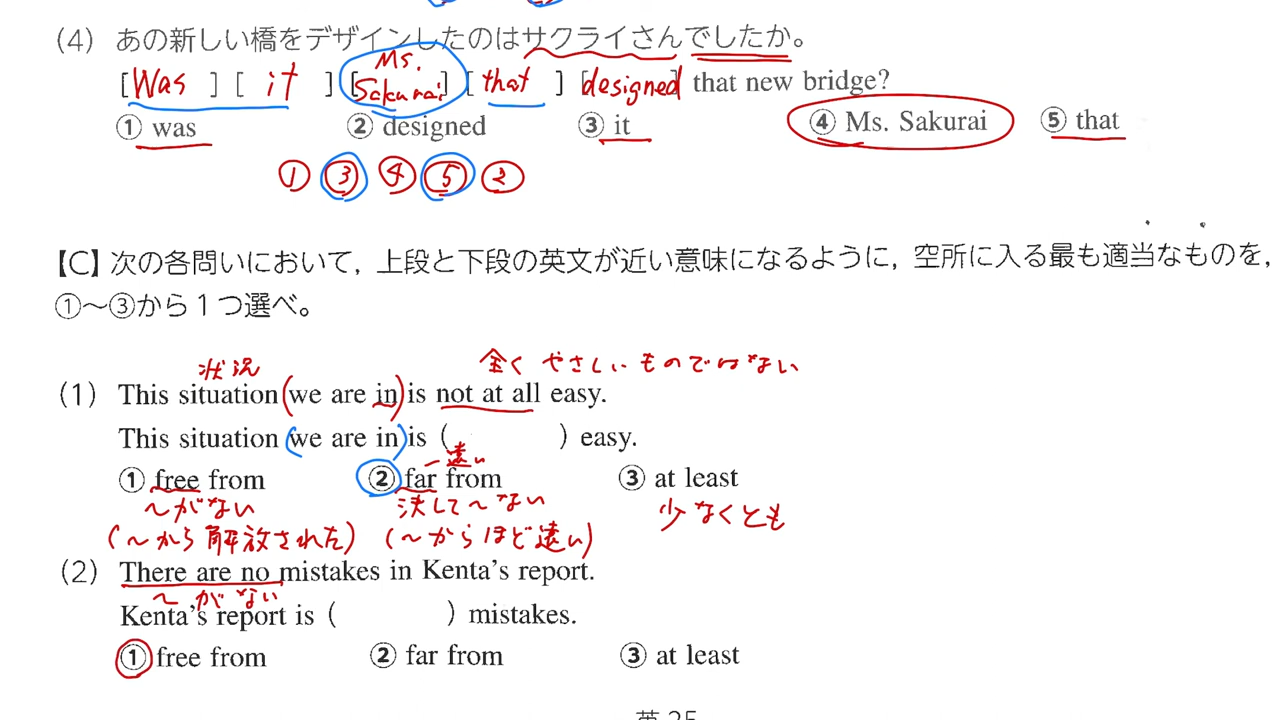 (4) あの新しい橋をデザインしたのはサクライさんでしたか。
[Was] [it] [Ms. Sakurai] [that] [designed] that new bridge?
① was ② designed ③ it ④ Ms. Sakurai ⑤ that
① ③ ④ ⑤ ②
【C】次の各問いにおいて，上段と下段の英文が近い意味になるように，空所に入る最も適当なものを，
①～③から1つ選べ。
状況 全くやさしいものではない
(1) This situation (we are in) is not at all easy.
This situation (we are in) is ( ) easy.
遠い
① free from ② far from ③ at least
～がない 決して～ない 少なくとも
(～から解放された) (～からほど遠い)
(2) There are no mistakes in Kenta's report.
～がない
Kenta's report is ( ) mistakes.
① free from ② far from ③ at least